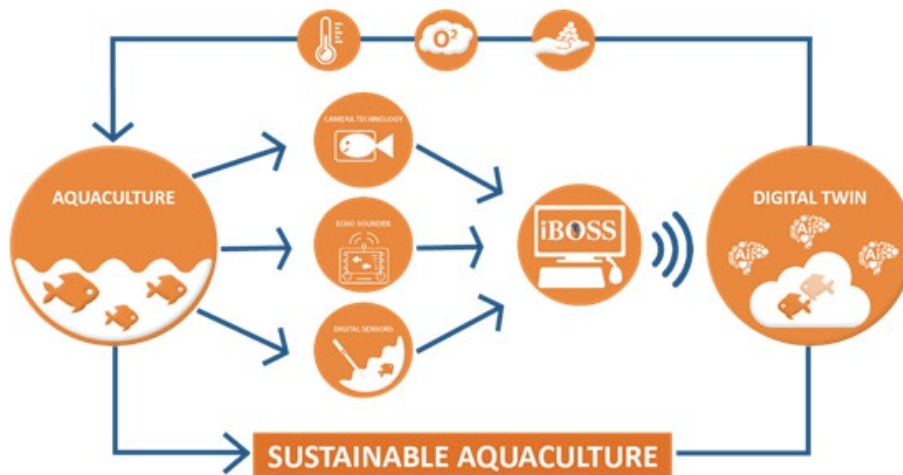 O²
CAMERA TECHNOLOGY
AQUACULTURE
DIGITAL TWIN
ECHO SOUNDER
iBOSS
Ai
Ai
Ai
DIGITAL SENSORS
SUSTAINABLE AQUACULTURE